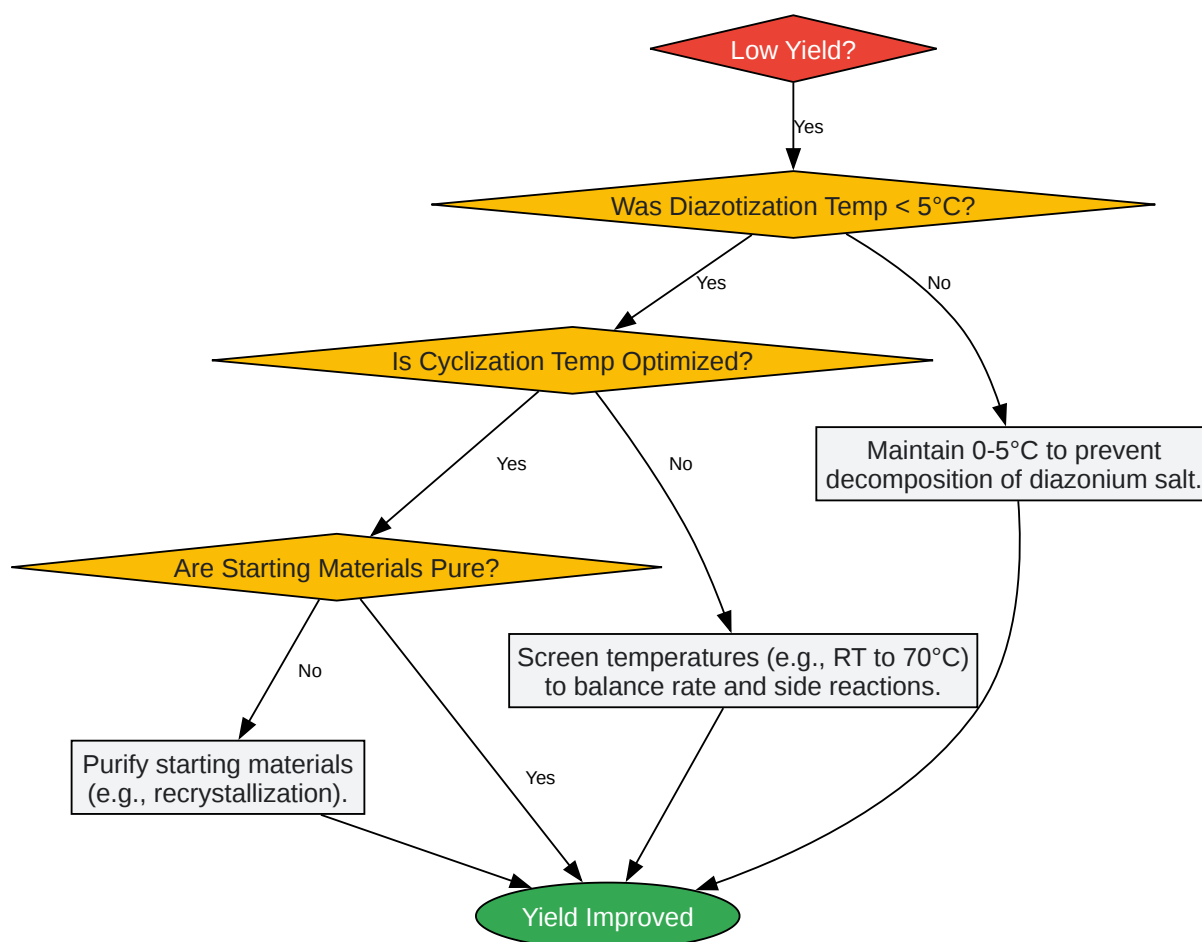 Low Yield?
Yes
Was Diazotization Temp < 5°C?
Yes
No
Is Cyclization Temp Optimized?
Maintain 0-5°C to prevent
decomposition of diazonium salt.
Yes
No
Are Starting Materials Pure?
Screen temperatures (e.g., RT to 70°C)
to balance rate and side reactions.
No
Purify starting materials
(e.g., recrystallization).
Yes
Yield Improved